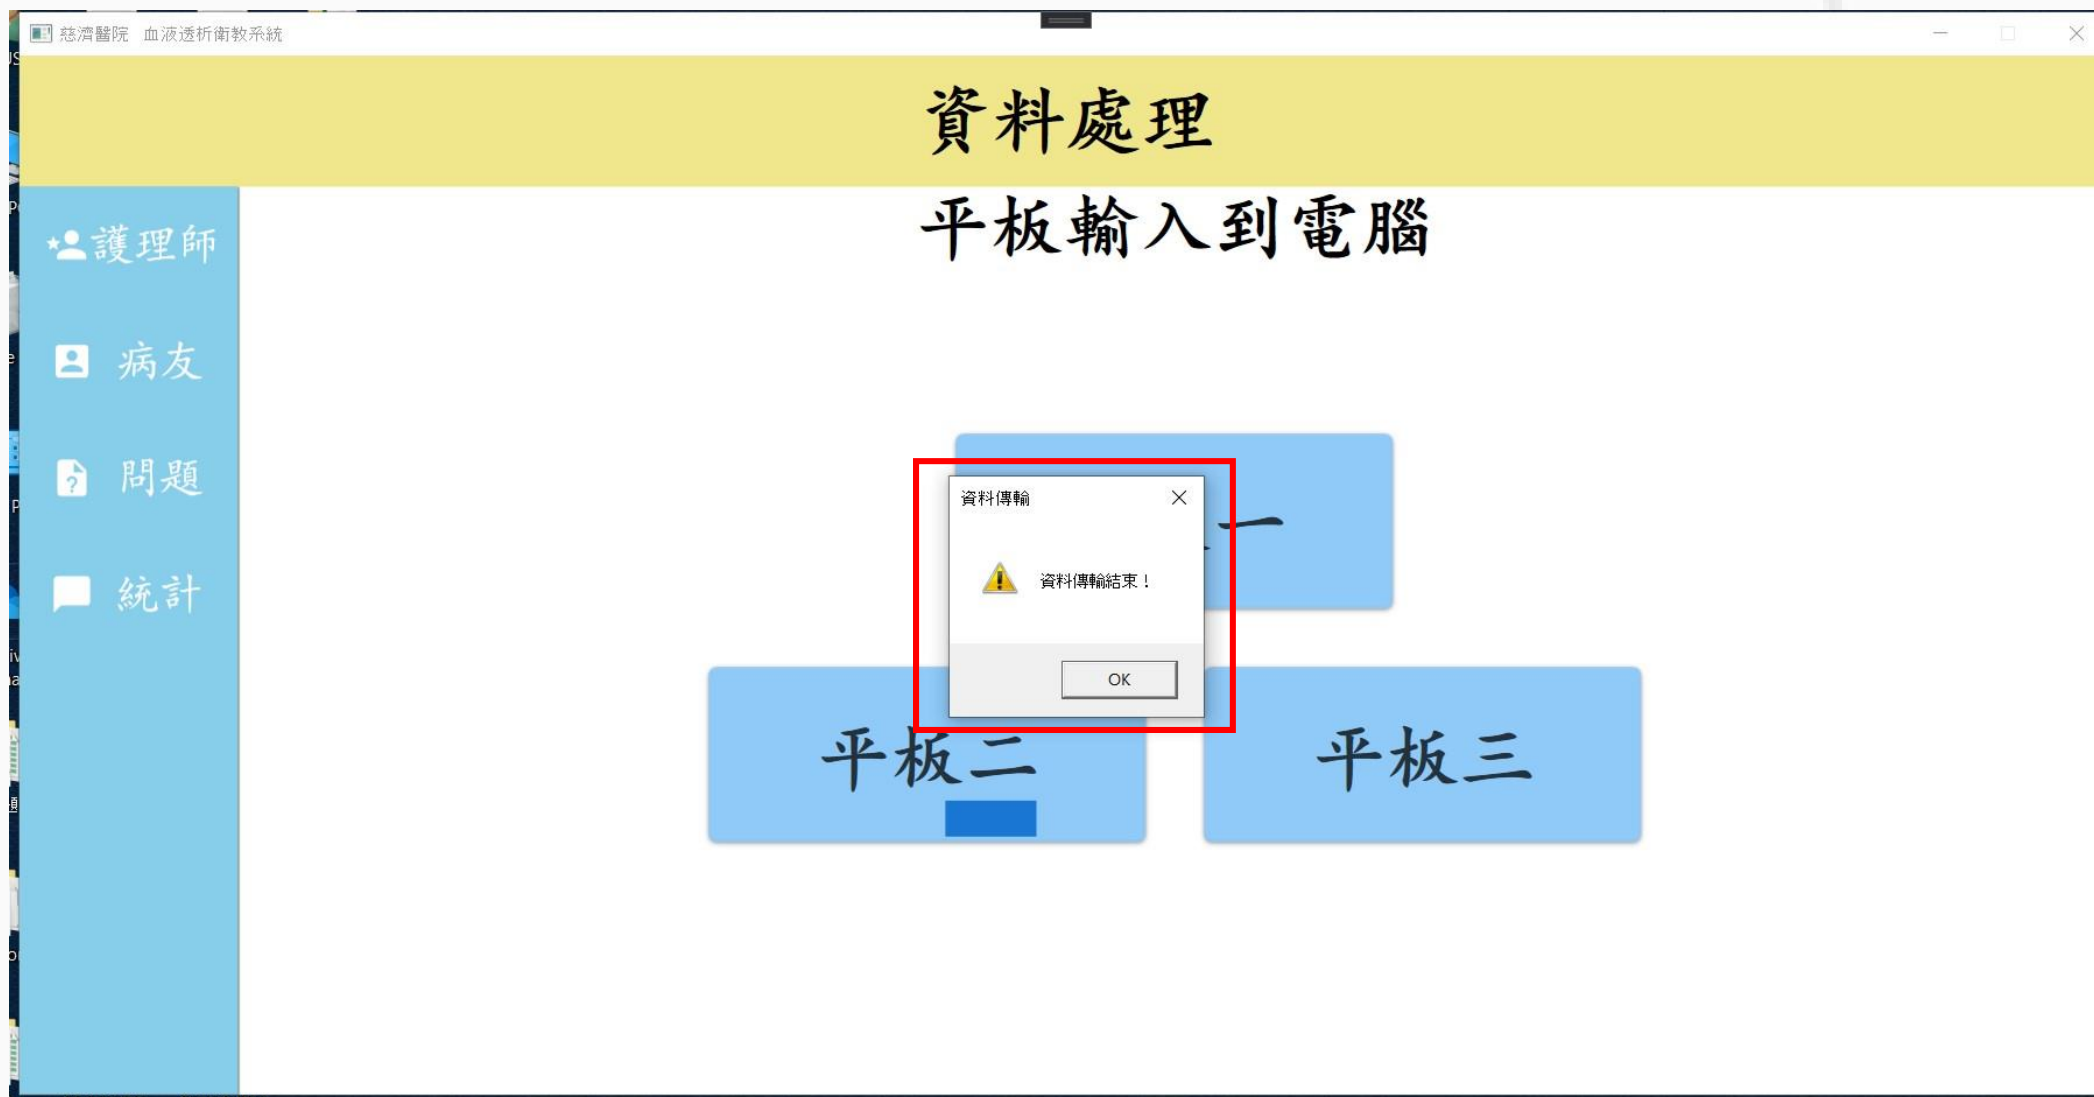 慈濟醫院 血液透析衛教系統
資料處理
平板輸入到電腦
護理師
病友
問題
統計
一
資料傳輸
資料傳輸結束！
OK
平板二
平板三